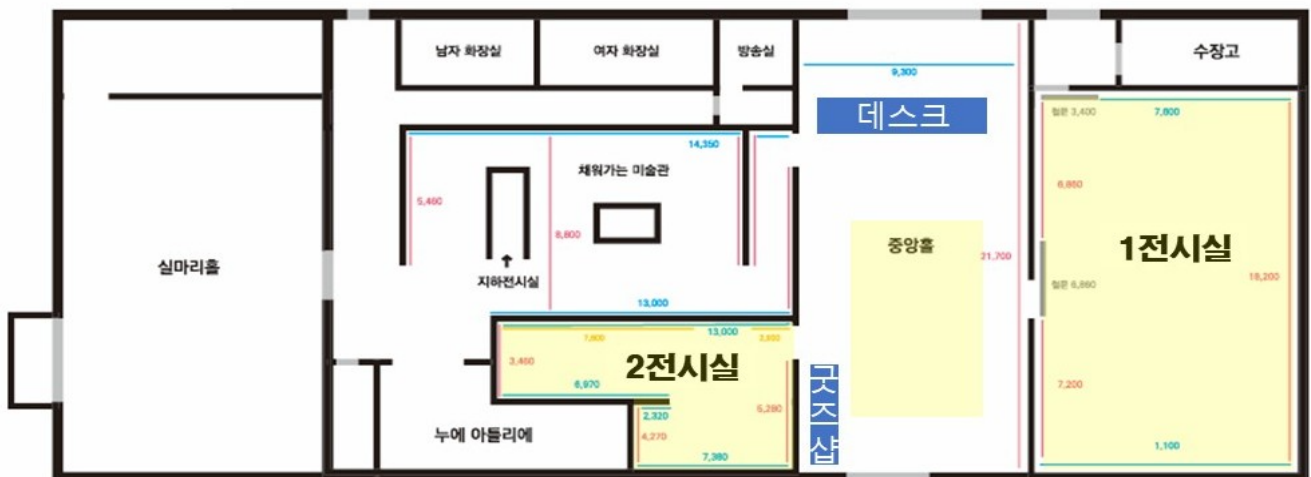 남자 화장실
여자 화장실
방송실
수장고
9,300
데스크
철문 3,400
7,800
14,350
채워가는 미술관
5,460
8,800
6,860
중앙홀
21,700
1전시실
실마리홀
지하전시실
철문 6,860
18,200
13,000
13,000
7,800
3,460
2전시실
6,970
굿즈샵
7,200
2,320
5,280
4,270
누에 아틀리에
7,380
1,100